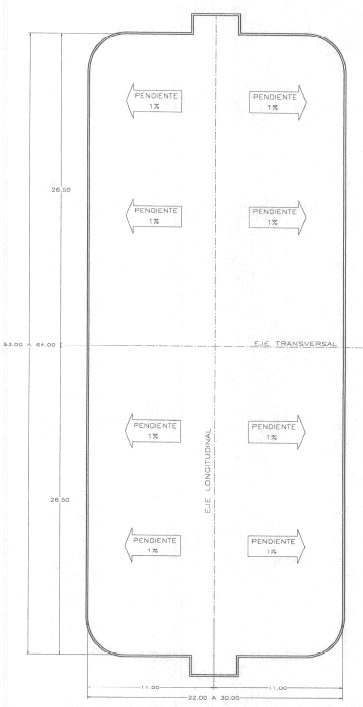 PENDIENTE
1%
PENDIENTE
1%
26.50
PENDIENTE
1%
PENDIENTE
1%
53.00 A 64.00
EJE TRANSVERSAL
PENDIENTE
1%
PENDIENTE
1%
EJE LONGITUDINAL
26.50
PENDIENTE
1%
PENDIENTE
1%
11.00
11.00
22.00 A 30.00